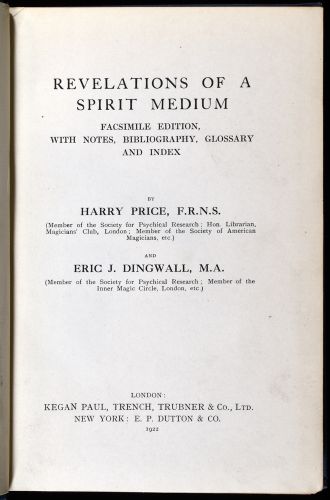 REVELATIONS OF A
SPIRIT MEDIUM
FACSIMILE EDITION,
WITH NOTES, BIBLIOGRAPHY, GLOSSARY
AND INDEX
BY
HARRY PRICE, F.R.N.S.
(Member of the Society for Psychical Research; Hon. Librarian,
Magicians' Club, London; Member of the Society of American
Magicians, etc.)
AND
ERIC J. DINGWALL, M.A.
(Member of the Society for Psychical Research; Member of the
Inner Magic Circle, London, etc.)
LONDON:
KEGAN PAUL, TRENCH, TRUBNER & Co., LTD.
NEW YORK: E. P. DUTTON & CO.
1922